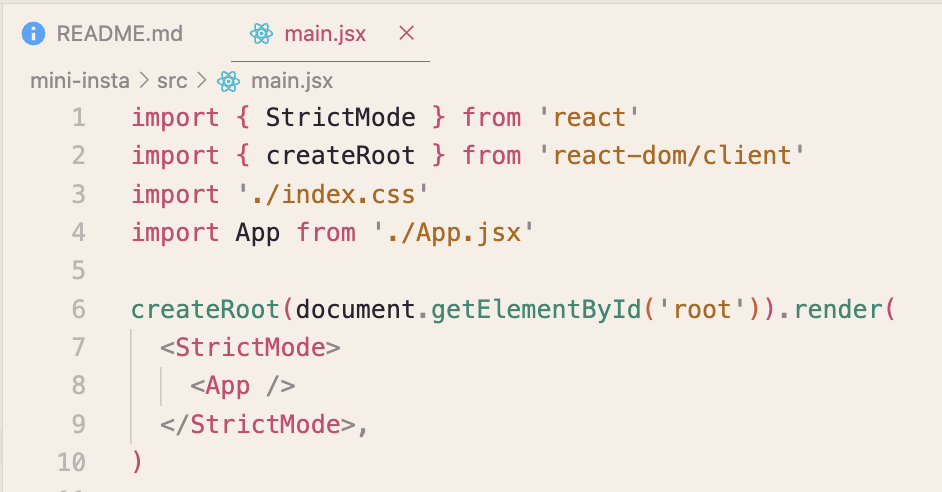 README.md main.jsx
mini-insta > src > main.jsx
1 import { StrictMode } from 'react'
2 import { createRoot } from 'react-dom/client'
3 import './index.css'
4 import App from './App.jsx'
5
6 createRoot(document.getElementById('root')).render(
7   <StrictMode>
8     <App />
9   </StrictMode>,
10 )